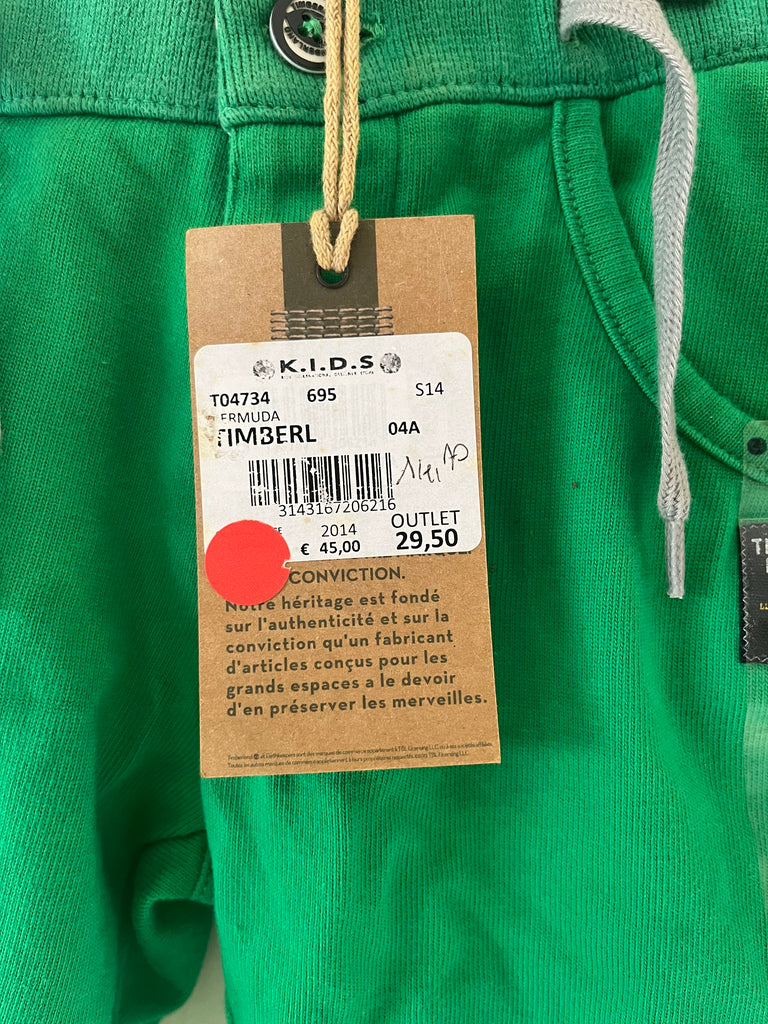 TIMBERLAND
K.I.D.S
T04734 695 S14
ERMUDA
TIMBERL 04A
3143167206216
2014 OUTLET
€ 45,00 29,50
CONVICTION.
Notre héritage est fondé
sur l'authenticité et sur la
conviction qu'un fabricant
d'articles conçus pour les
grands espaces a le devoir
d'en préserver les merveilles.